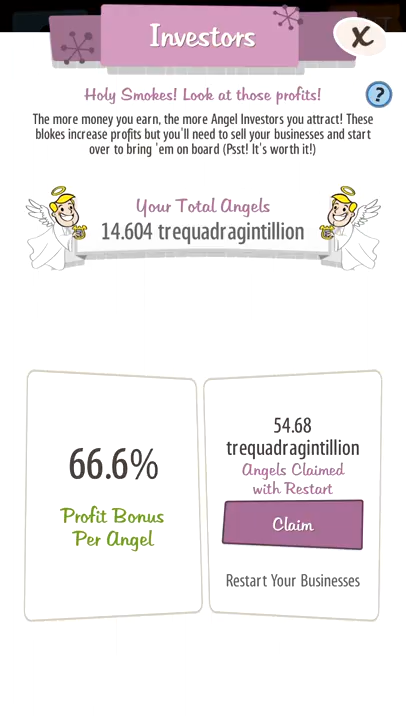 Investors
X
Holy Smokes! Look at those profits!
?
The more money you earn, the more Angel Investors you attract! These
blokes increase profits but you'll need to sell your businesses and start
over to bring 'em on board (Psst! It's worth it!)
Your Total Angels
14.604 trequadragintillion
66.6%
Profit Bonus
Per Angel
54.68
trequadragintillion
Angels Claimed
with Restart
Claim
Restart Your Businesses